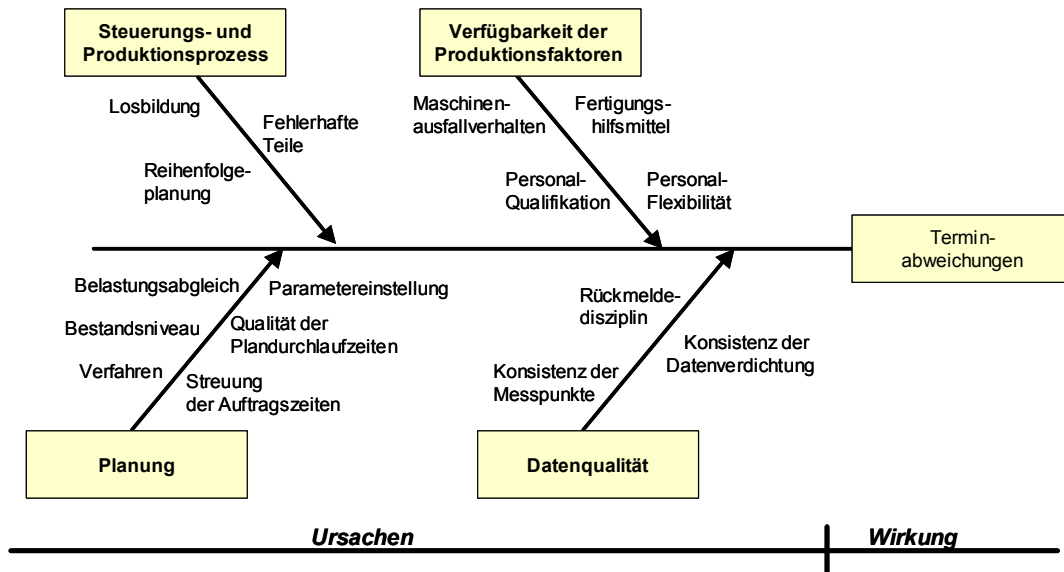 Steuerungs- und
Produktionsprozess
Verfügbarkeit der
Produktionsfaktoren
Losbildung
Fehlerhafte
Teile
Reihenfolge-
planung
Maschinen-
ausfallverhalten
Fertigungs-
hilfsmittel
Personal-
Qualifikation
Personal-
Flexibilität
Termin-
abweichungen
Belastungsabgleich
Parametereinstellung
Bestandsniveau
Qualität der
Plandurchlaufzeiten
Verfahren
Streuung
der Auftragszeiten
Rückmelde-
disziplin
Konsistenz der
Datenverdichtung
Konsistenz der
Messpunkte
Planung
Datenqualität
Ursachen
Wirkung